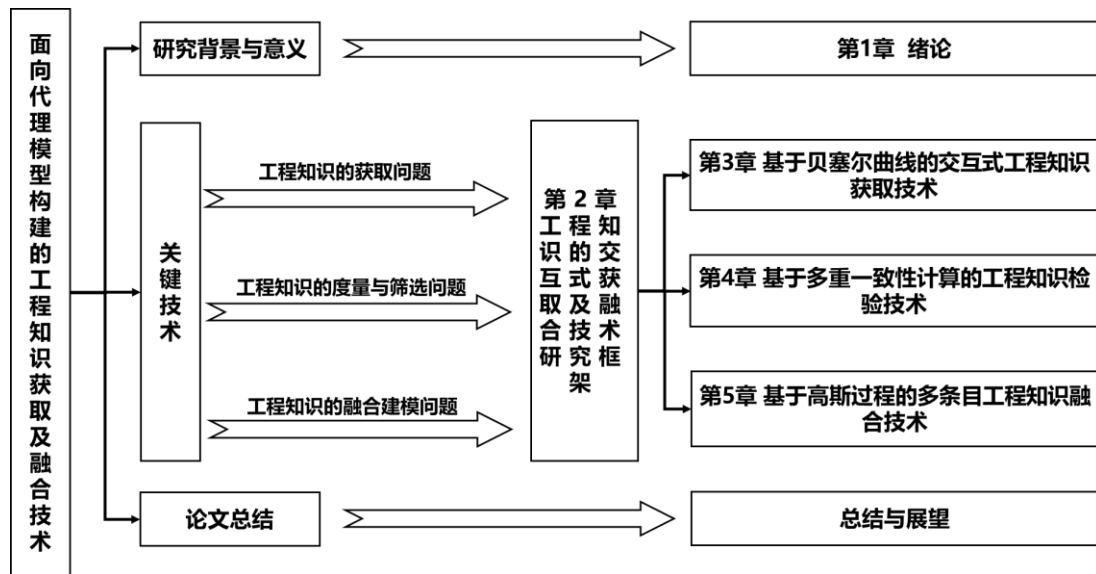 面向代理模型构建的工程知识获取及融合技术
研究背景与意义
第1章 绪论
关键技术
工程知识的获取问题
工程知识的度量与筛选问题
工程知识的融合建模问题
第 2 章
工 程 知
识 的 交
互 式 获
取 及 融
合 技 术
研 究 框
架
第3章 基于贝塞尔曲线的交互式工程知识
获取技术
第4章 基于多重一致性计算的工程知识检
验技术
第5章 基于高斯过程的多条目工程知识融
合技术
论文总结
总结与展望